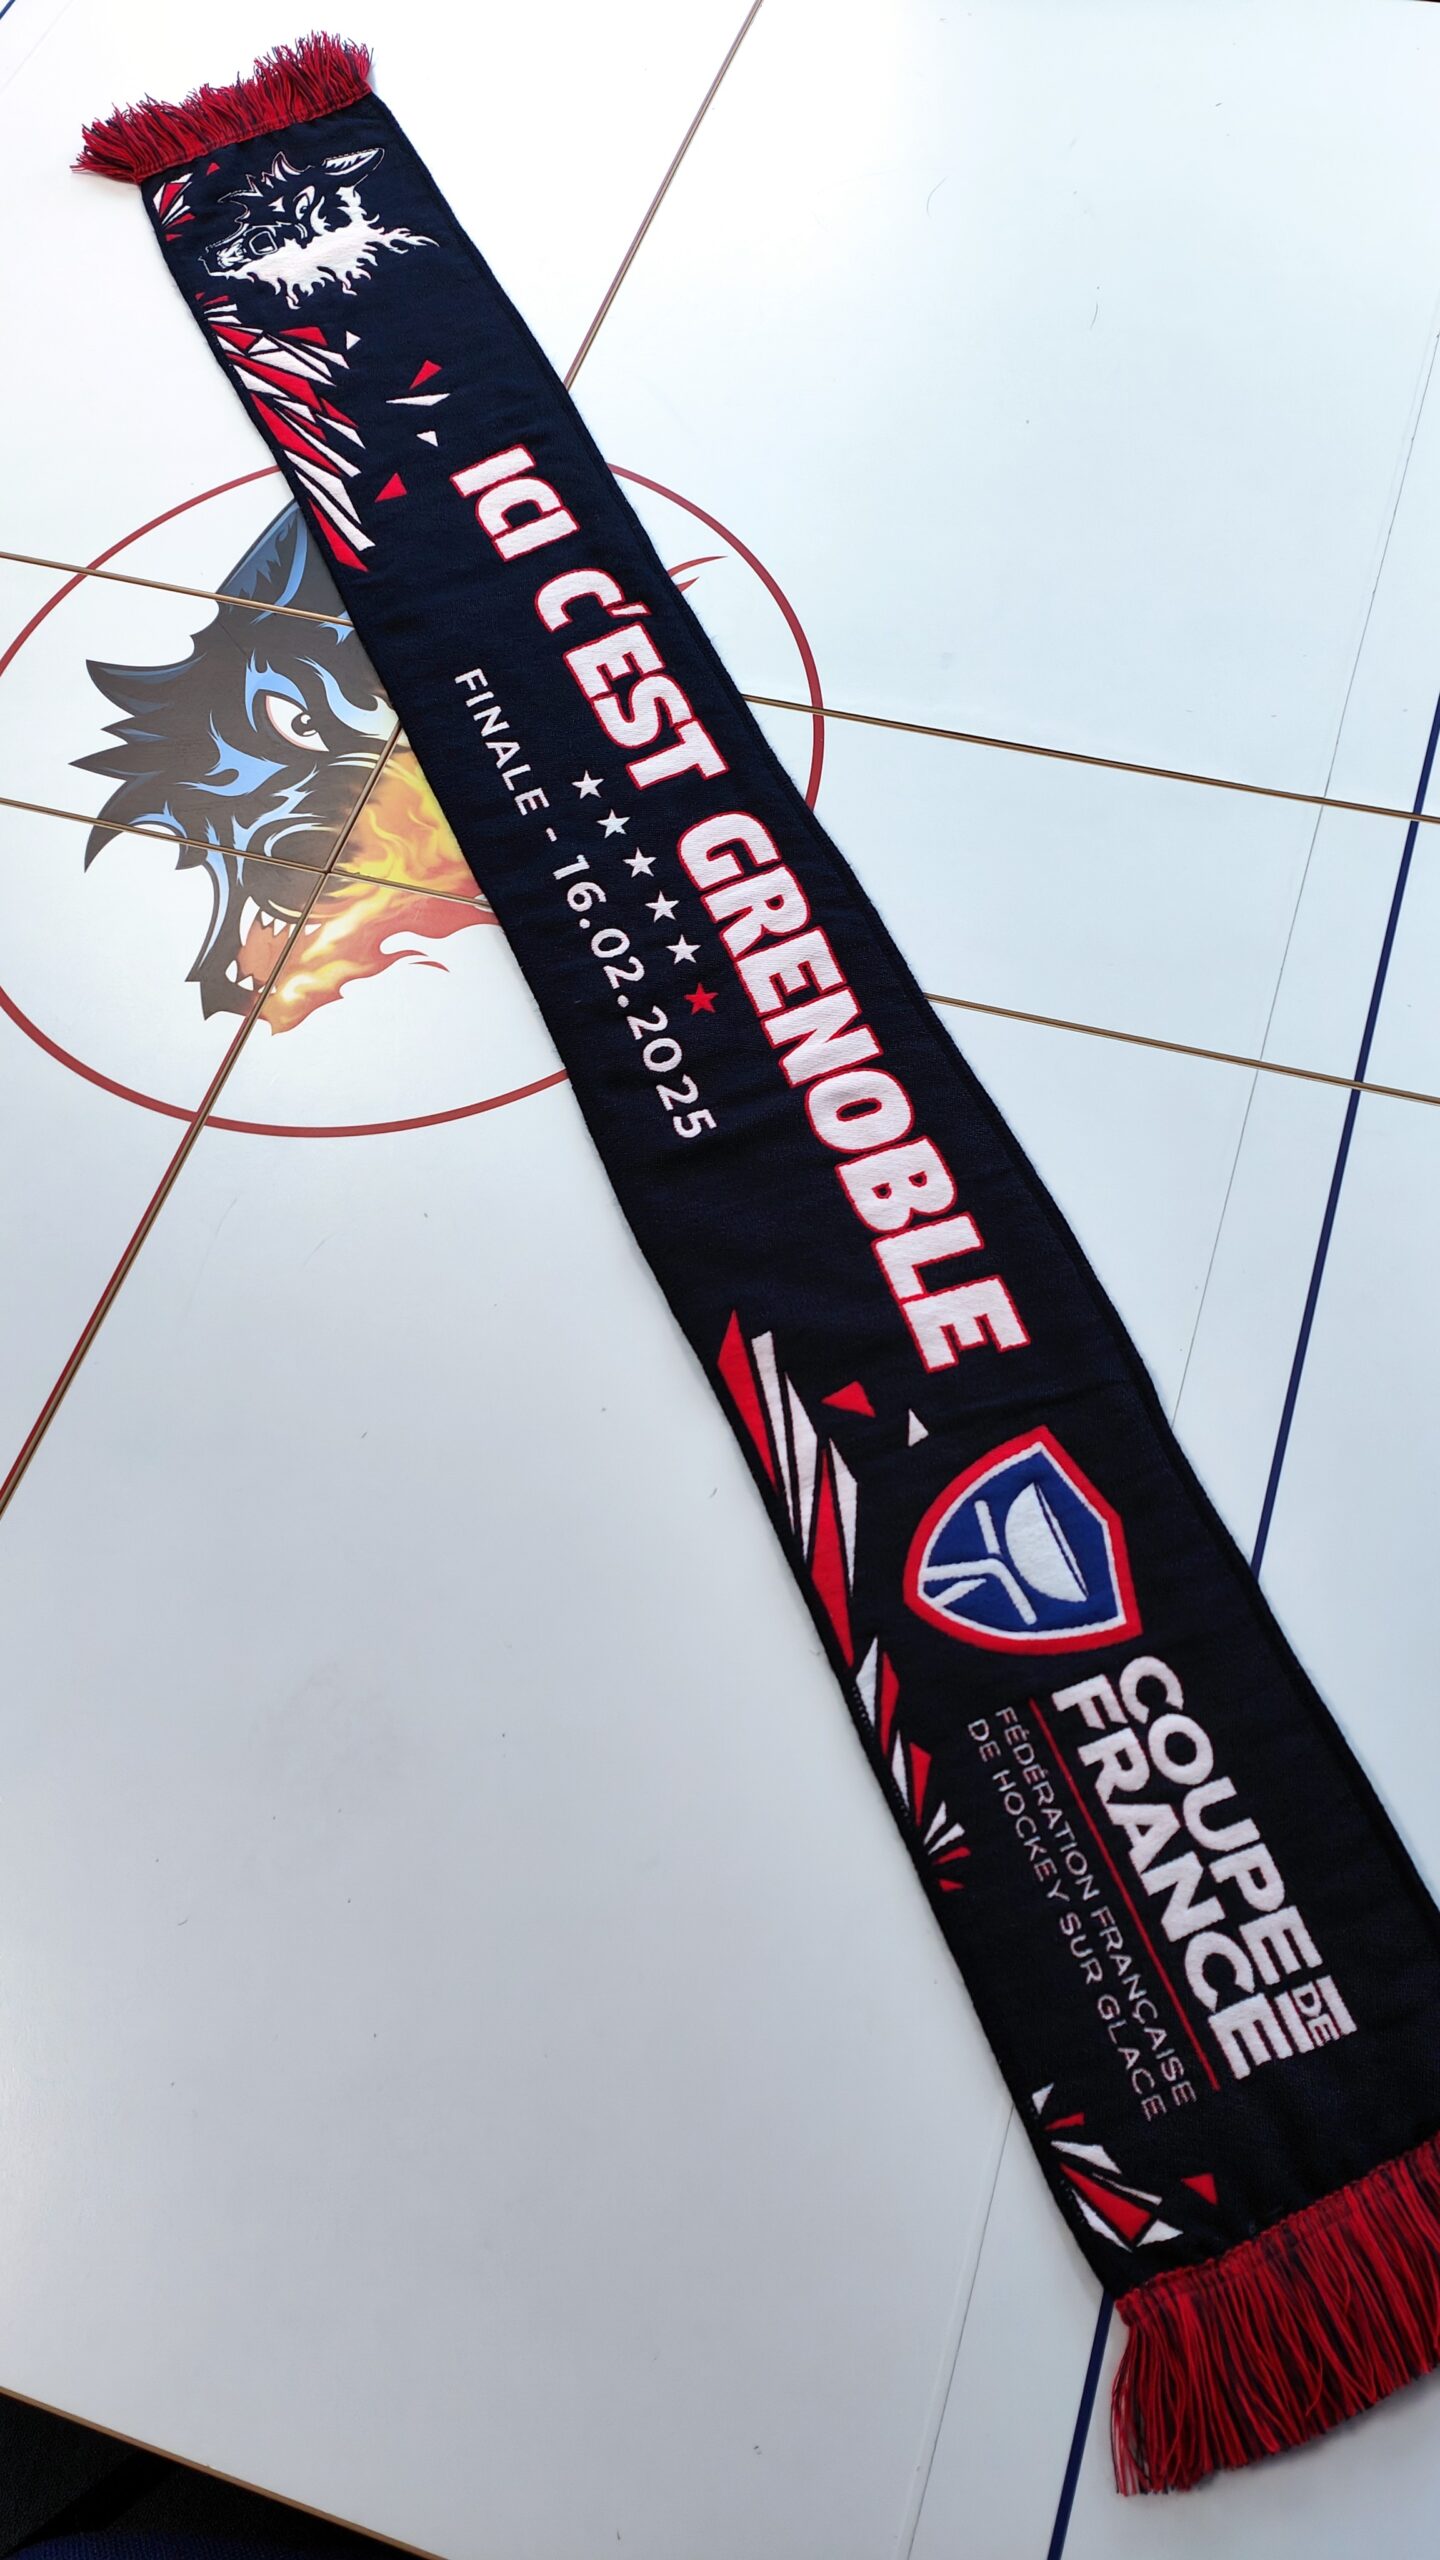 ICI C'EST GRENOBLE
FINALE - 16.02.2025
COUPE DE
FRANCE
FÉDÉRATION FRANÇAISE
DE HOCKEY SUR GLACE